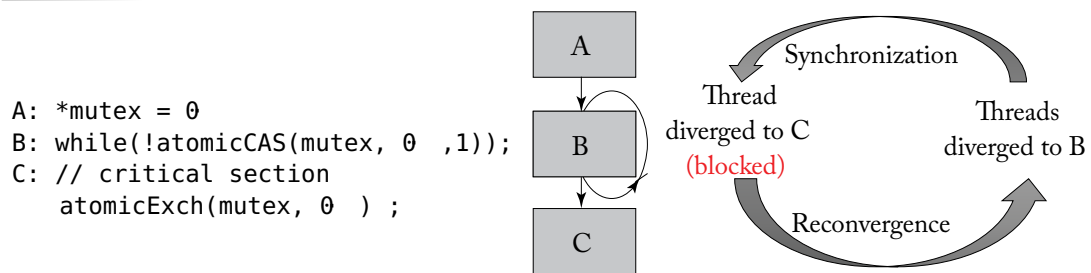 A: *mutex = 0
B: while(!atomicCAS(mutex, 0 ,1));
C: // critical section
atomicExch(mutex, 0 ) ;
A
B
C
Synchronization
Thread
diverged to C
(blocked)
Threads
diverged to B
Reconvergence